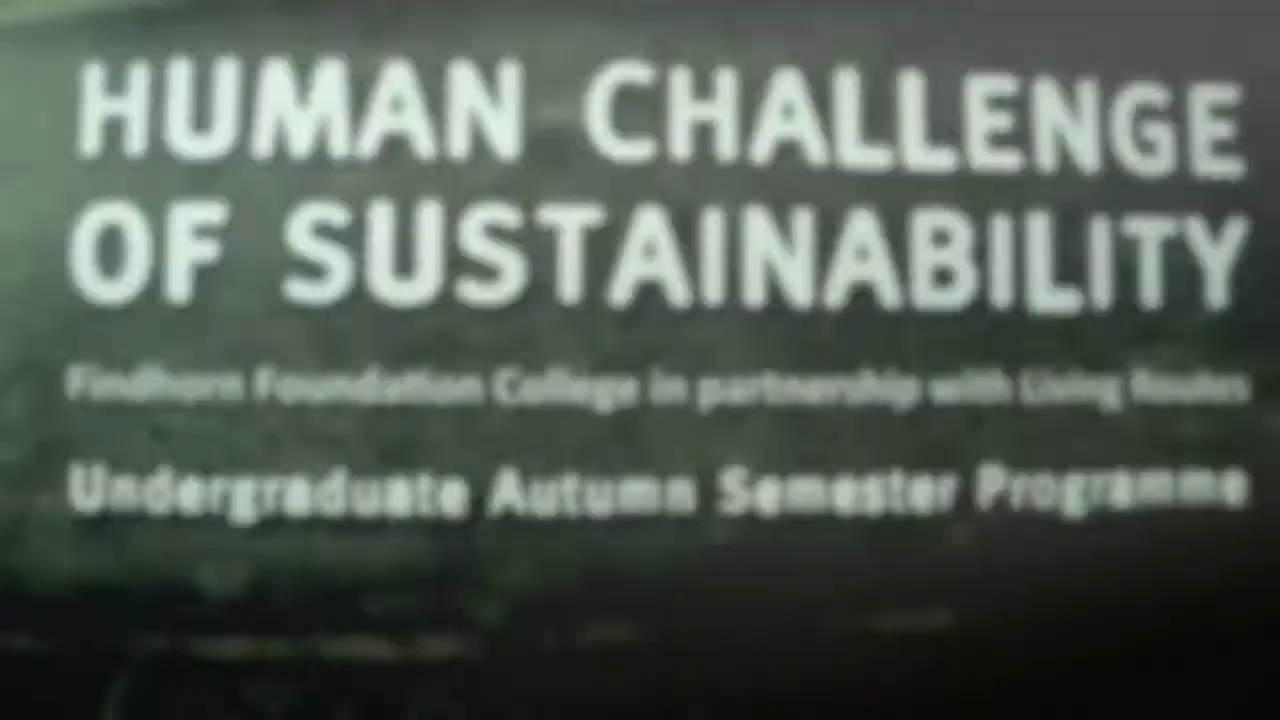 HUMAN CHALLENGE
OF SUSTAINABILITY
Findhorn Foundation College in partnership with Living Routes
Undergraduate Autumn Semester Programme